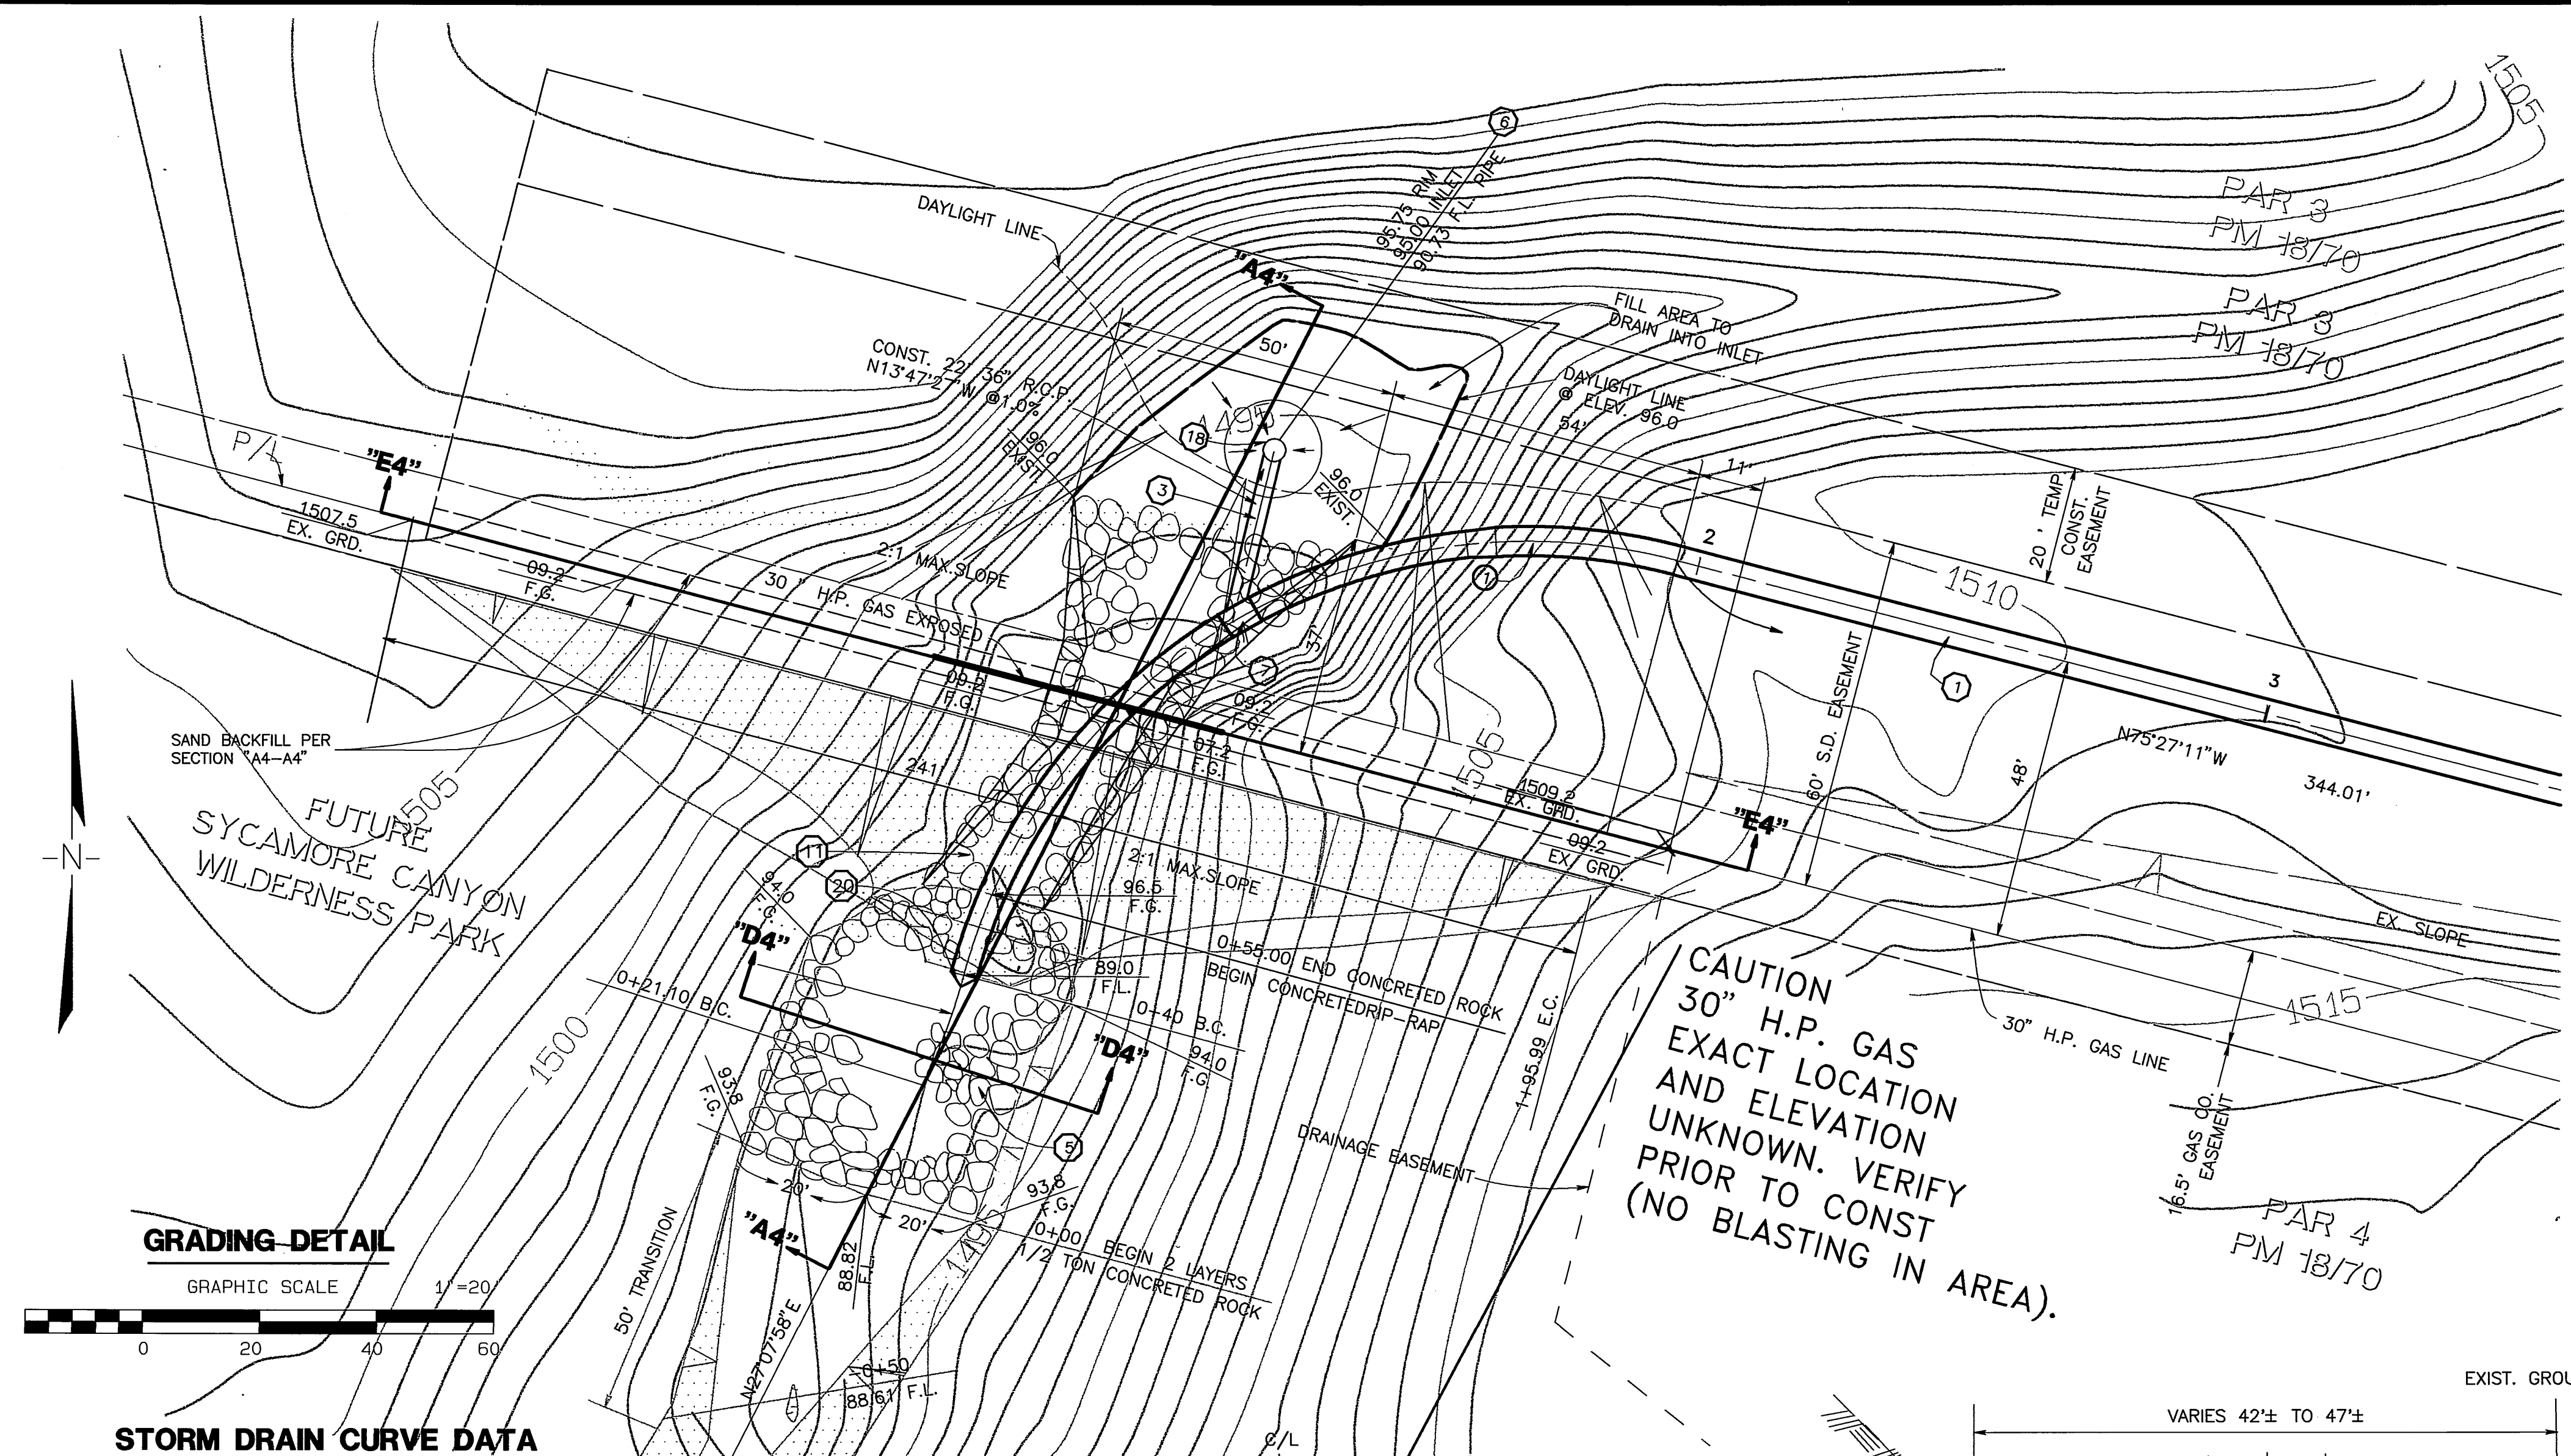 1505
6
PAR 3
PM 18/70
PAR 3
PM 18/70
95.75 RIM
95.00 INLET
90.73 F.L. PIPE
DAYLIGHT LINE
"A4"
FILL AREA TO
DRAIN INTO INLET
50'
CONST. 22' 36" R.C.P.
N13°47'27"W @1.0%
DAYLIGHT LINE
@ ELEV. 96.0
54'
11'
1495
18
96.0
EXIST.
96.0
EXIST.
3
P/L
"E4"
1507.5
EX. GRD.
09.2
F.G.
2:1 MAX.SLOPE
30" H.P. GAS EXPOSED
2
1
20' TEMP.
CONST.
EASEMENT
1510
37'
7
09.2
F.G.
09.2
F.G.
07.2
F.G.
60' S.D. EASEMENT
1
3
N75°27'11"W
344.01'
48'
SAND BACKFILL PER
SECTION "A4-A4"
1505
241'
1505
1509.2
EX. GRD.
09.2
EX. GRD.
"E4"
FUTURE
SYCAMORE CANYON
WILDERNESS PARK
-N-
11
20
2:1 MAX.SLOPE
96.5
F.G.
94.0
F.G.
"D4"
0+55.00 END CONCRETED ROCK
BEGIN CONCRETEDRIP-RAP
89.0
F.L.
0+40 B.C.
94.0
F.G.
0+21.10 B.C.
"D4"
1+95.99 E.C.
EX. SLOPE
1515
30" H.P. GAS LINE
CAUTION
30" H.P. GAS
EXACT LOCATION
AND ELEVATION
UNKNOWN. VERIFY
PRIOR TO CONST
(NO BLASTING IN AREA).
16.5' GAS CO.
EASEMENT
PAR 4
PM 18/70
1500
93.8
F.G.
5
DRAINAGE EASEMENT
20'
93.8
F.G.
20'
"A4"
88.82
F.L.
1495
0+00 BEGIN 2 LAYERS
1/2 TON CONCRETED ROCK
50' TRANSITION
N27°07'58"E
0+50
88.61 F.L.
GRADING DETAIL
GRAPHIC SCALE 1"=20'
0 20 40 60
STORM DRAIN CURVE DATA
C/L
EXIST. GROU
VARIES 42'± TO 47'±